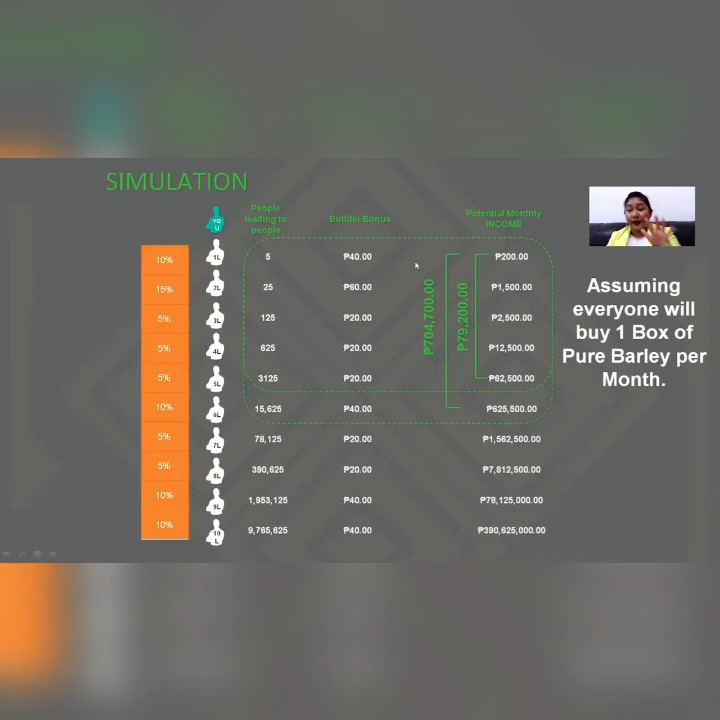 SIMULATION
YO
U
People
leading to
people
Builder Bonus
Potential Monthly
INCOME
10% 1L 5 ₱40.00 ₱200.00
15% 2L 25 ₱60.00 ₱1,500.00
5% 3L 125 ₱20.00 ₱2,500.00
5% 4L 625 ₱20.00 ₱12,500.00
5% 5L 3125 ₱20.00 ₱62,500.00
10% 6L 15,625 ₱40.00 ₱625,500.00
5% 7L 78,125 ₱20.00 ₱1,562,500.00
5% 8L 390,625 ₱20.00 ₱7,812,500.00
10% 9L 1,953,125 ₱40.00 ₱78,125,000.00
10% 10 L 9,765,625 ₱40.00 ₱390,625,000.00
₱704,700.00
₱79,200.00
Assuming
everyone will
buy 1 Box of
Pure Barley per
Month.